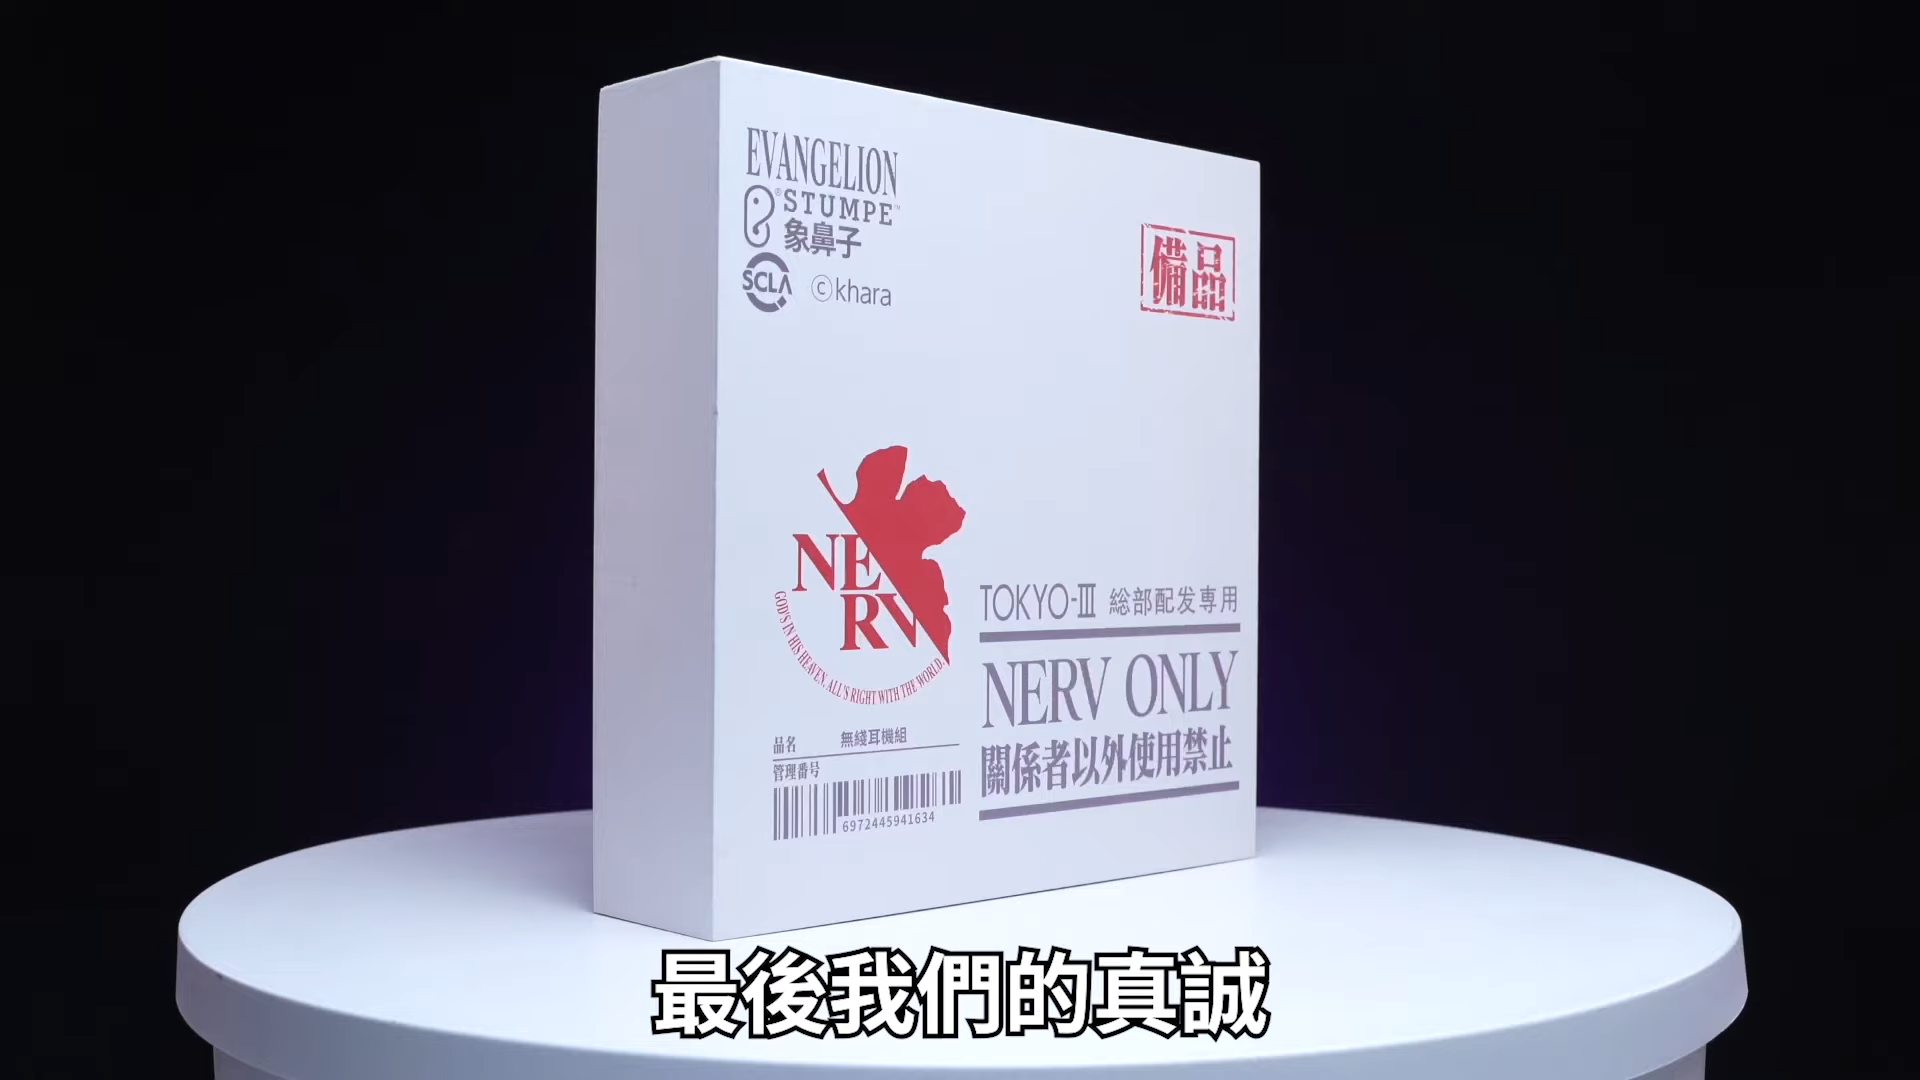 EVANGELION
®STUMPE™
象鼻子
SCLA ©khara
備品
NERV
GOD'S IN HIS HEAVEN. ALL'S RIGHT WITH THE WORLD.
TOKYO-III 総部配发専用
NERV ONLY
関係者以外使用禁止
品名 無綫耳機組
管理番号
6972445941634
最後我們的真誠